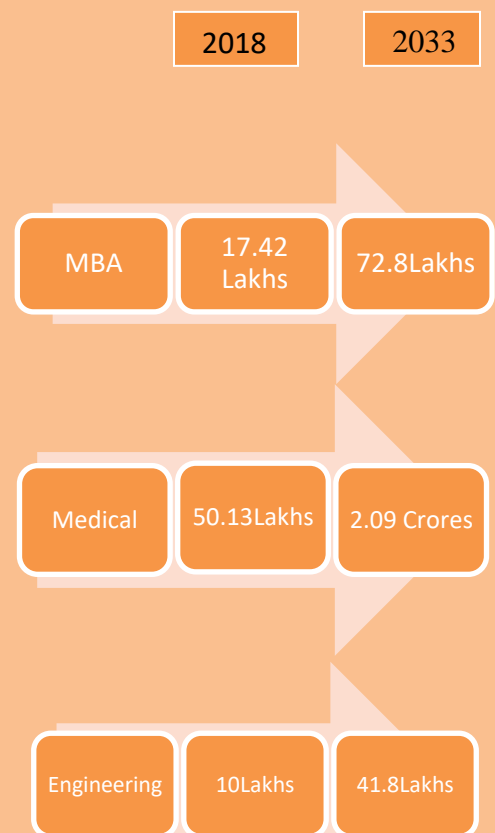 2018
2033
MBA
17.42
Lakhs
72.8Lakhs
Medical
50.13Lakhs
2.09 Crores
Engineering
10Lakhs
41.8Lakhs